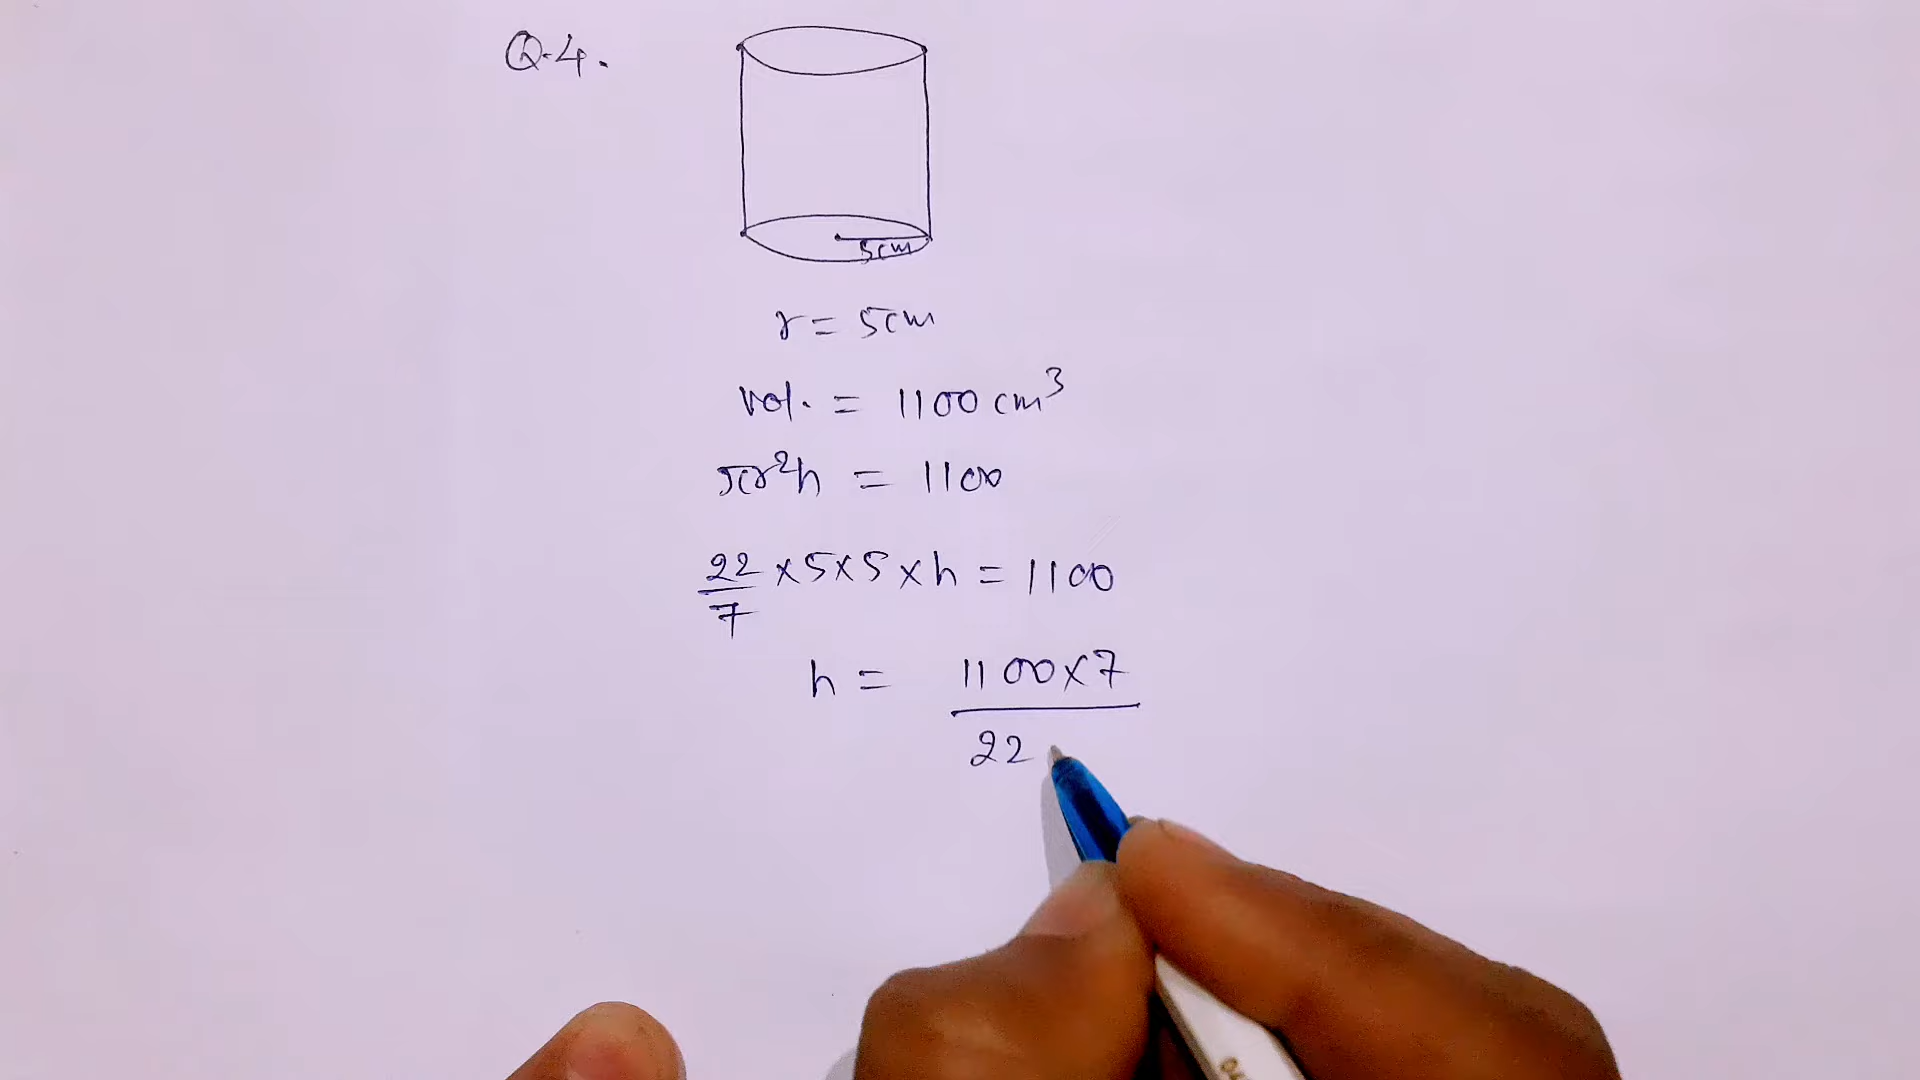 Q.4.
5cm
r = 5cm
vol. = 1100 cm³
πr²h = 1100
22/7 × 5 × 5 × h = 1100
h = 1100 × 7 / 22